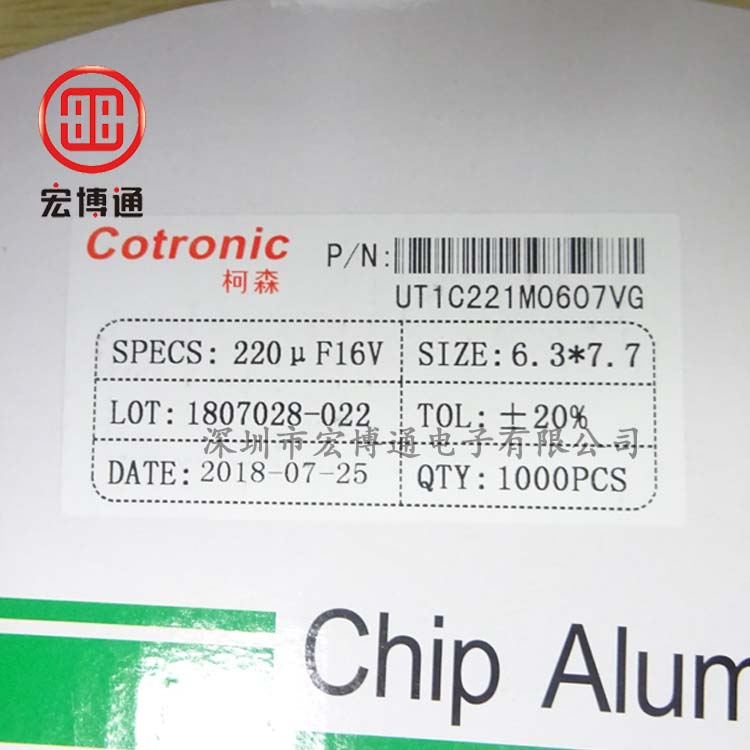 宏博通
Cotronic
柯森
P/N:
UT1C221M0607VG
SPECS: 220μF16V
SIZE: 6.3*7.7
LOT: 1807028-022
TOL: ±20%
深圳市宏博通电子有限公司
DATE: 2018-07-25
QTY: 1000PCS
Chip Alum